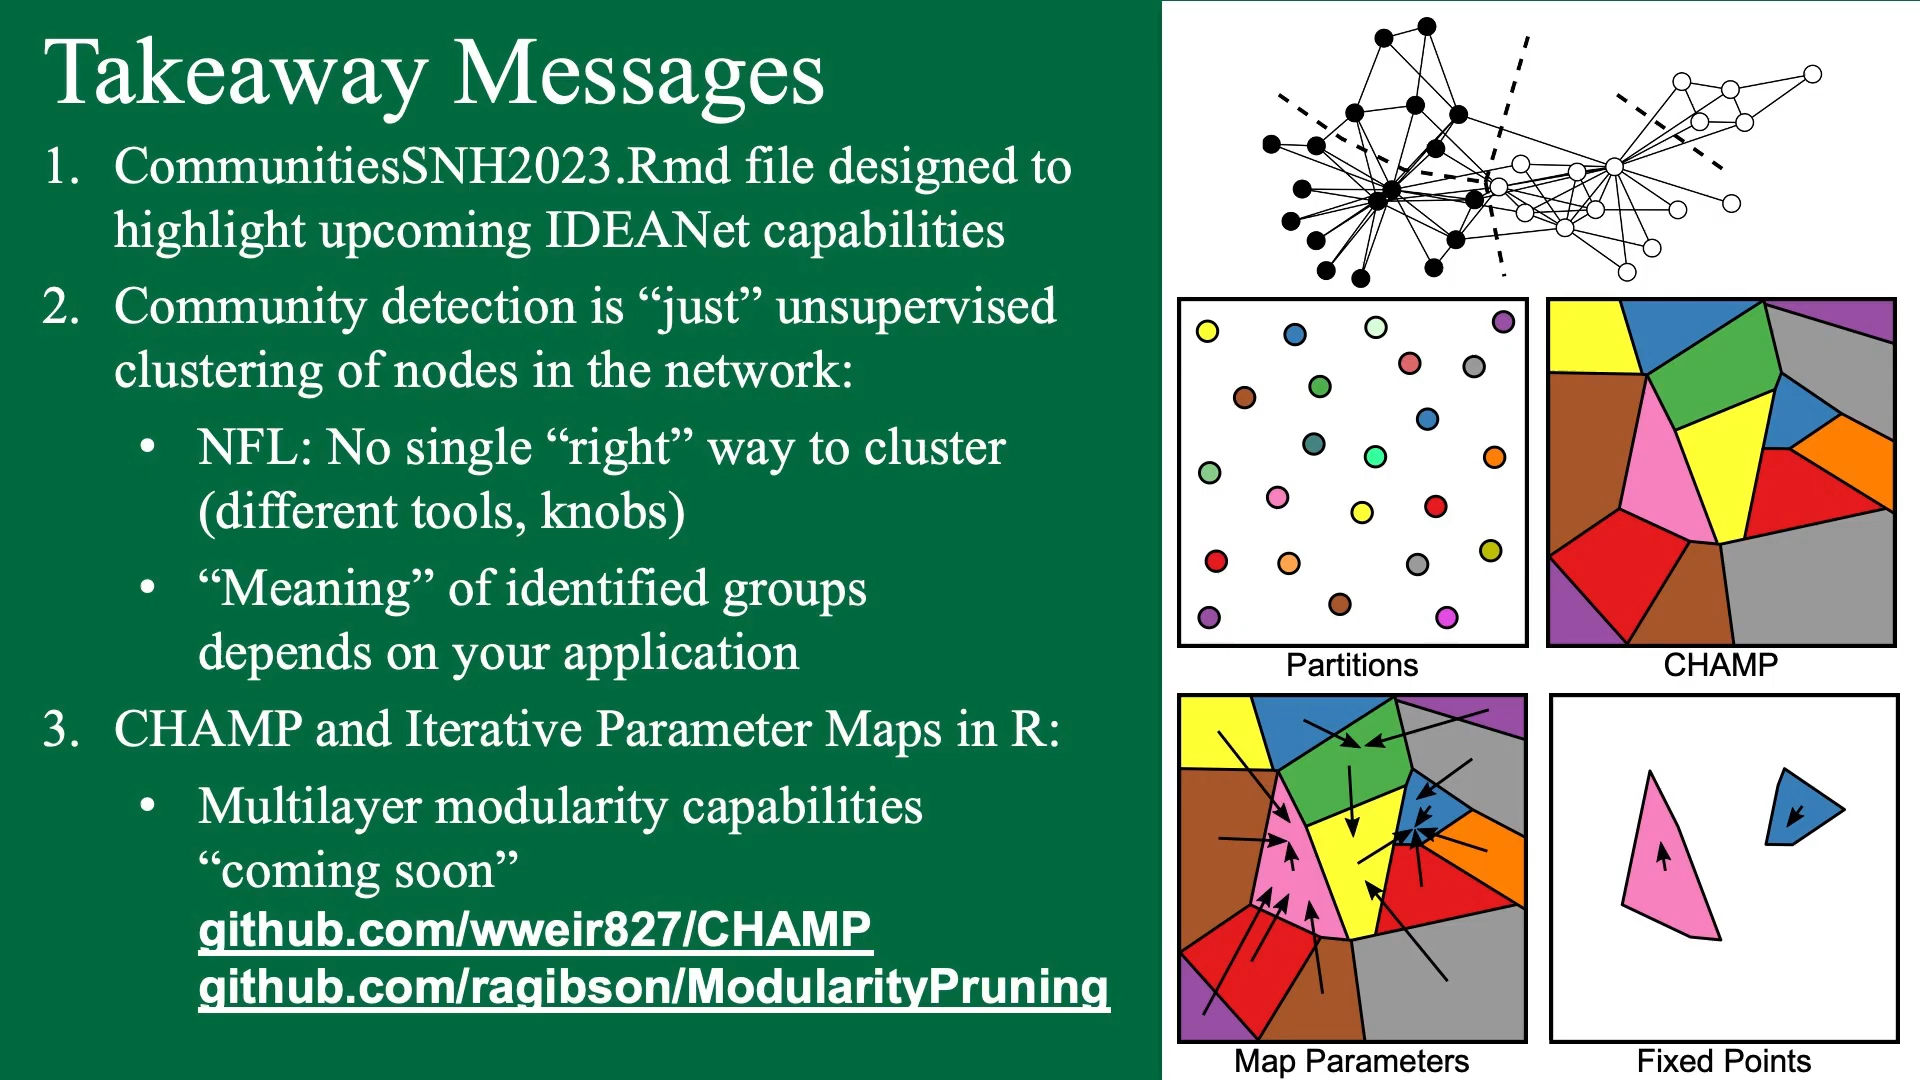 Takeaway Messages
1. CommunitiesSNH2023.Rmd file designed to
highlight upcoming IDEANet capabilities
2. Community detection is “just” unsupervised
clustering of nodes in the network:
• NFL: No single “right” way to cluster
(different tools, knobs)
• “Meaning” of identified groups
depends on your application
3. CHAMP and Iterative Parameter Maps in R:
• Multilayer modularity capabilities
“coming soon”
github.com/wweir827/CHAMP
github.com/ragibson/ModularityPruning
Partitions
CHAMP
Map Parameters
Fixed Points